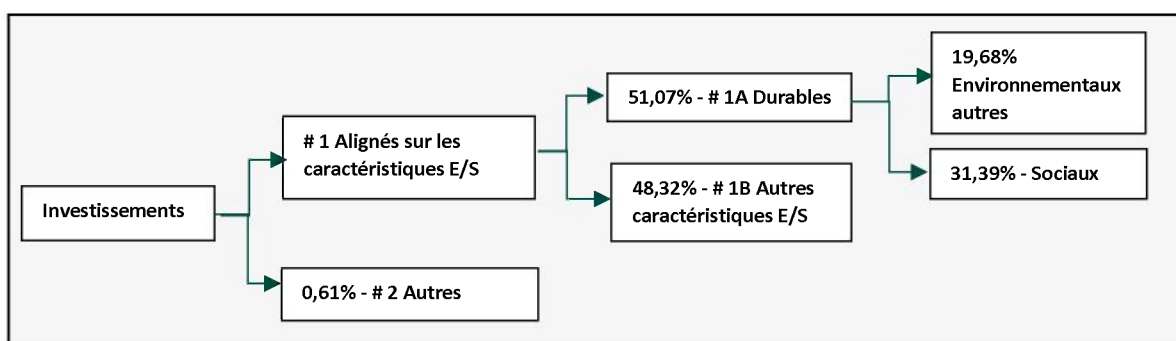 Investissements
# 1 Alignés sur les
caractéristiques E/S
0,61% - # 2 Autres
51,07% - # 1A Durables
48,32% - # 1B Autres
caractéristiques E/S
19,68%
Environnementaux
autres
31,39% - Sociaux